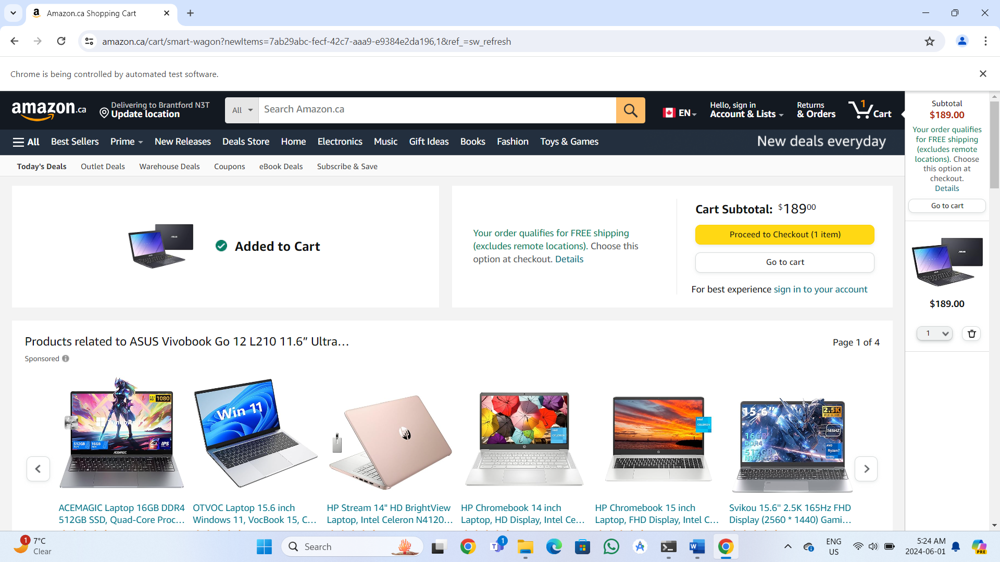 Amazon.ca Shopping Cart
amazon.ca/cart/smart-wagon?newItems=7ab29abc-fecf-42c7-aaa9-e9384e2da196,1&ref_=sw_refresh
Chrome is being controlled by automated test software.
amazon.ca
Delivering to Brantford N3T
Update location
All
Search Amazon.ca
EN
Hello, sign in
Account & Lists
Returns
& Orders
1
Cart
All
Best Sellers
Prime
New Releases
Deals Store
Home
Electronics
Music
Gift Ideas
Books
Fashion
Toys & Games
New deals everyday
Today's Deals
Outlet Deals
Warehouse Deals
Coupons
eBook Deals
Subscribe & Save
Subtotal
$189.00
Your order qualifies
for FREE shipping
(excludes remote
locations). Choose
this option at
checkout.
Details
Go to cart
$189.00
1
Added to Cart
Your order qualifies for FREE shipping
(excludes remote locations). Choose this
option at checkout. Details
Cart Subtotal: $189.00
Proceed to Checkout (1 item)
Go to cart
For best experience sign in to your account
Products related to ASUS Vivobook Go 12 L210 11.6” Ultra…
Page 1 of 4
Sponsored
1080
512GB
16GB
IPS
ACEMAGIC
Win 11
hp
15.6"
2.5K
FULL HD
165HZ
16GB
DDR4
512GB
NVMe SSD
AMD
Ryzen7
5700U
ACEMAGIC Laptop 16GB DDR4
512GB SSD, Quad-Core Proc…
OTVOC Laptop 15.6 inch
Windows 11, VocBook 15, C…
HP Stream 14" HD BrightView
Laptop, Intel Celeron N4120…
HP Chromebook 14 inch
Laptop, HD Display, Intel Ce…
HP Chromebook 15 inch
Laptop, FHD Display, Intel C…
Svikou 15.6" 2.5K 165Hz FHD
Display (2560 * 1440) Gami…
1
7°C
Clear
Search
1
ENG
US
5:24 AM
2024-06-01
PRE